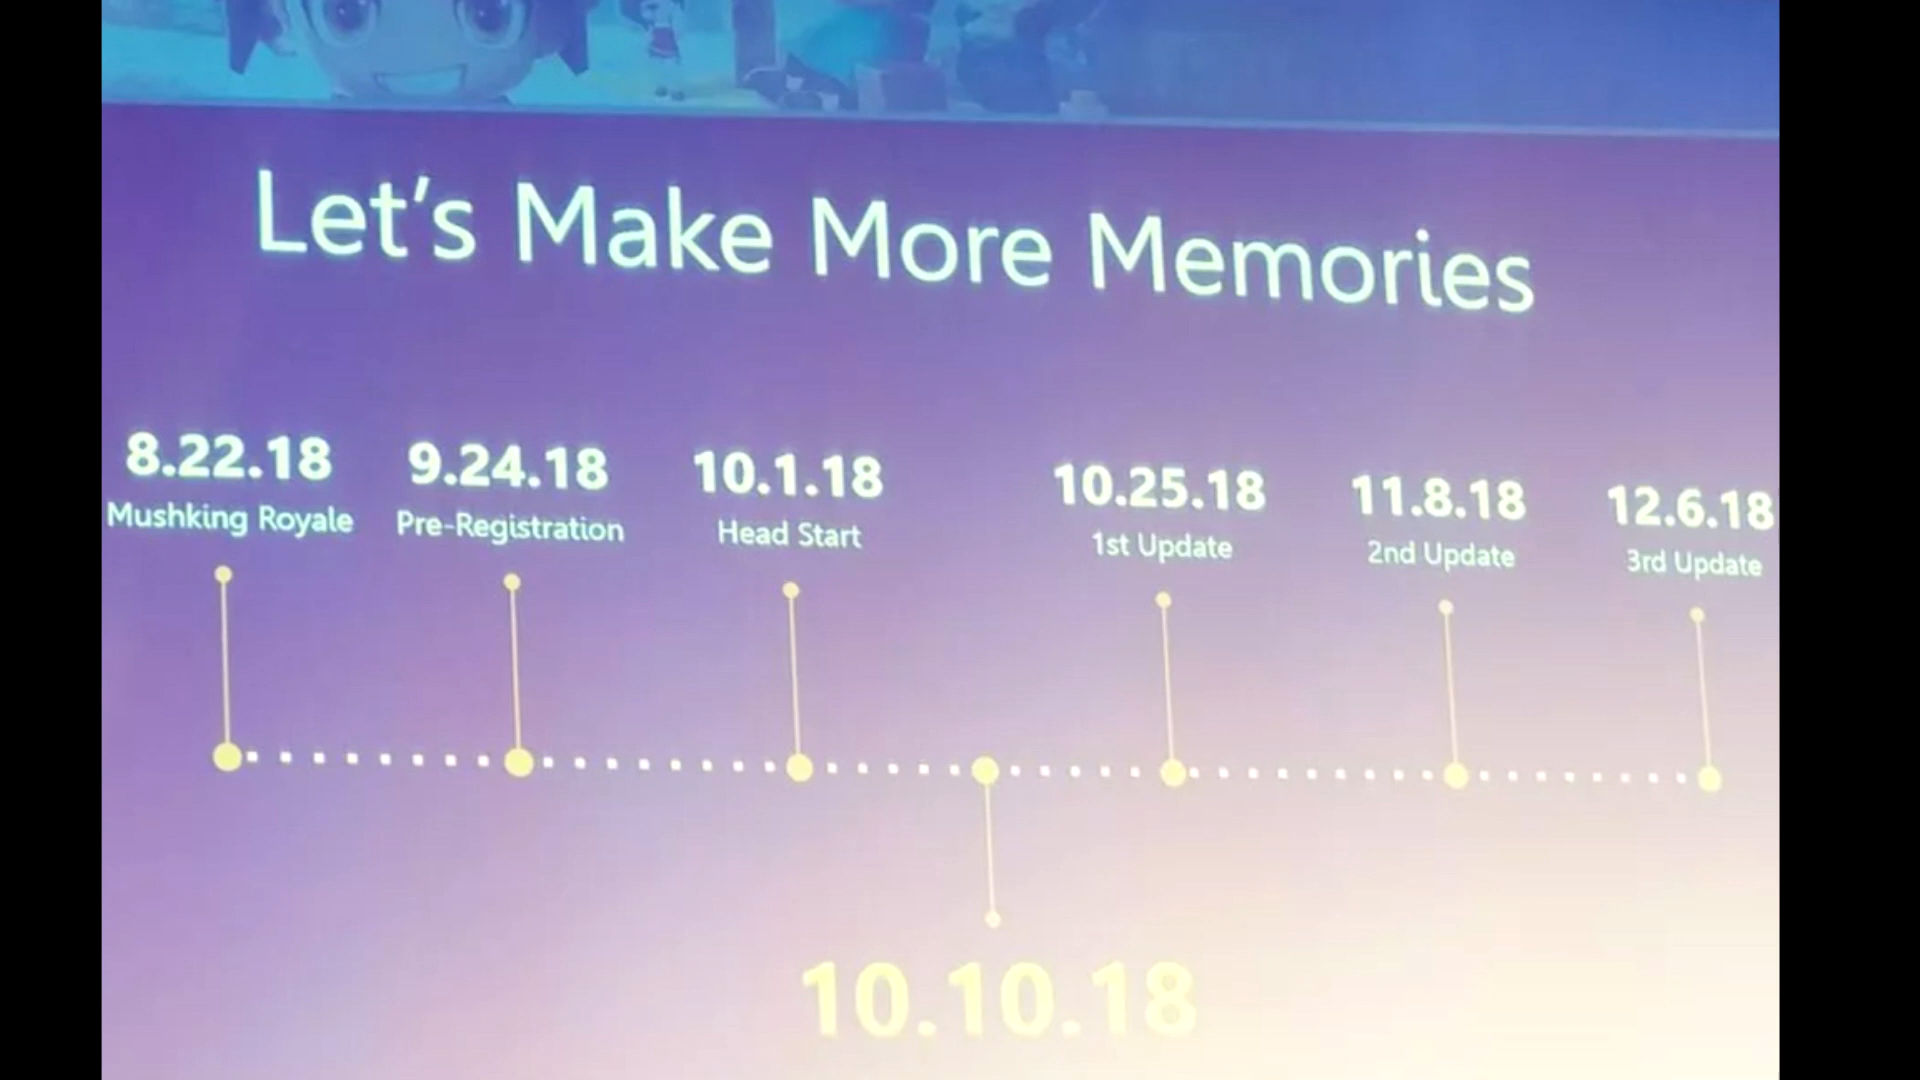 Let's Make More Memories
8.22.18
Mushking Royale
9.24.18
Pre-Registration
10.1.18
Head Start
10.25.18
1st Update
11.8.18
2nd Update
12.6.18
3rd Update
10.10.18